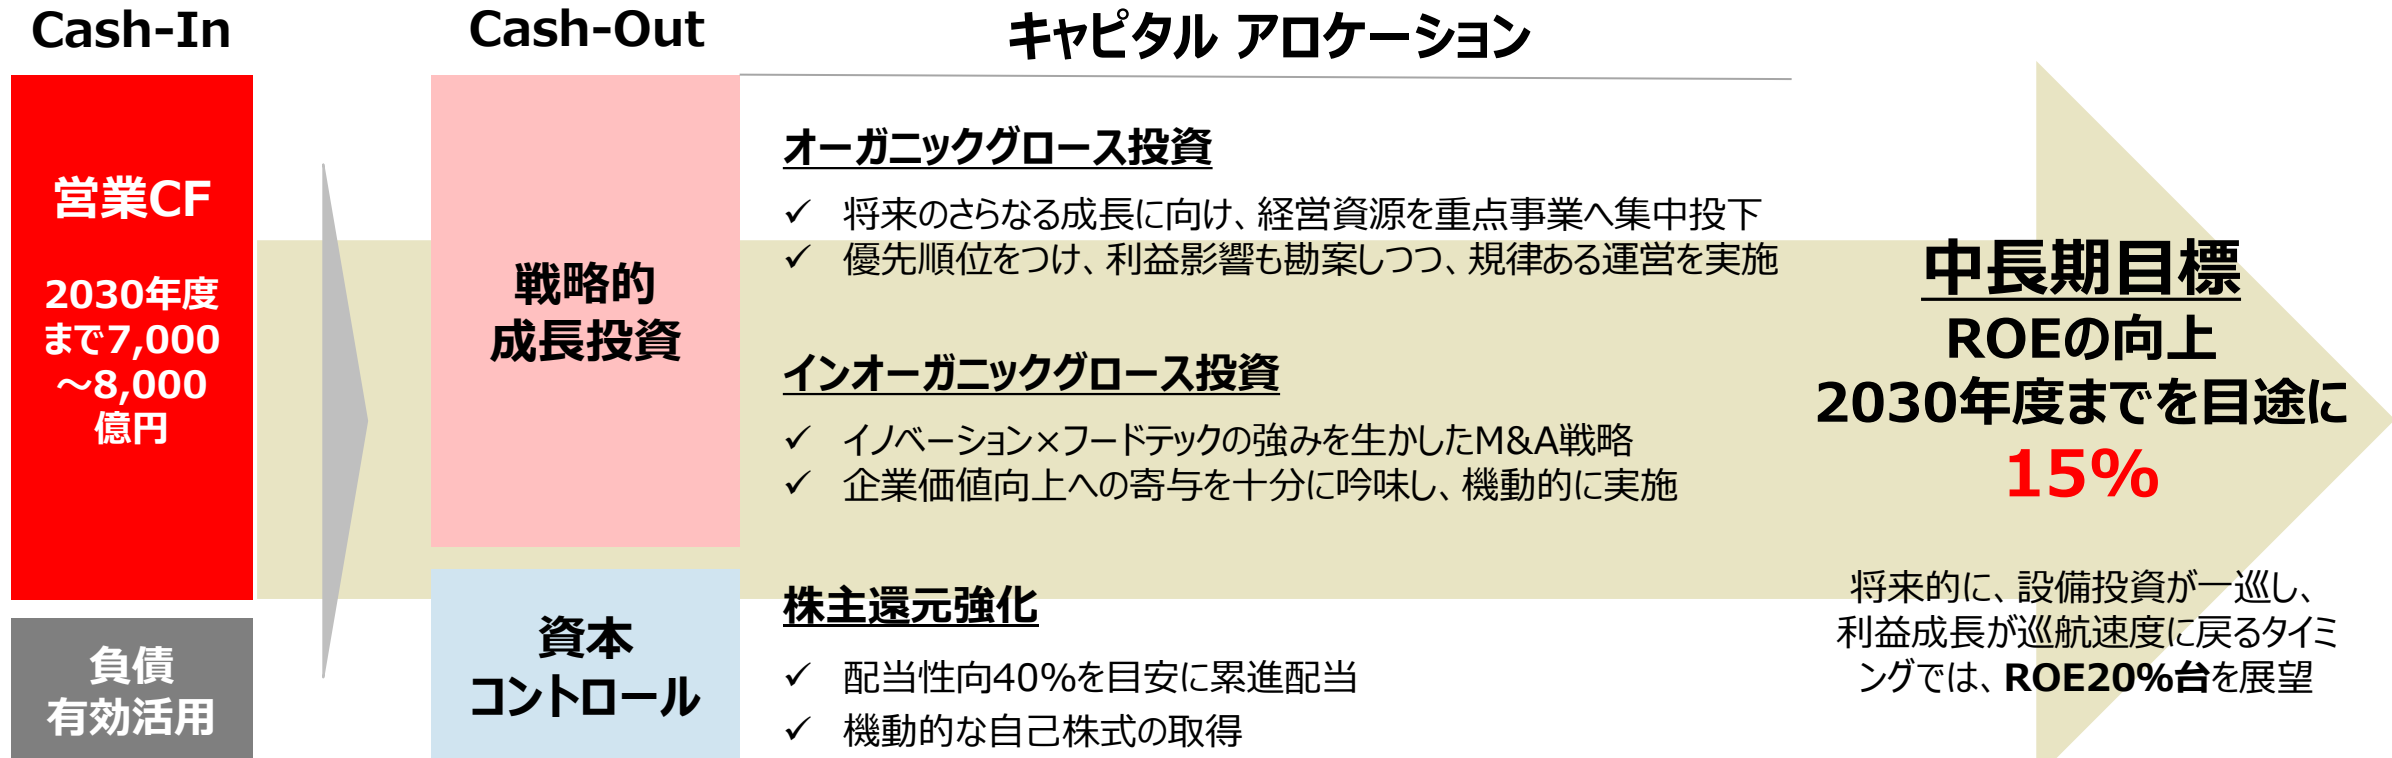 Cash-In
Cash-Out
キャピタル アロケーション
営業CF
2030年度
まで7,000
～8,000
億円
負債
有効活用
戦略的
成長投資
資本
コントロール
オーガニックグロース投資
✓ 将来のさらなる成長に向け、経営資源を重点事業へ集中投下
✓ 優先順位をつけ、利益影響も勘案しつつ、規律ある運営を実施
インオーガニックグロース投資
✓ イノベーション×フードテックの強みを生かしたM&A戦略
✓ 企業価値向上への寄与を十分に吟味し、機動的に実施
株主還元強化
✓ 配当性向40%を目安に累進配当
✓ 機動的な自己株式の取得
中長期目標
ROEの向上
2030年度までを目途に
15%
将来的に、設備投資が一巡し、
利益成長が巡航速度に戻るタイミ
ングでは、ROE20%台を展望